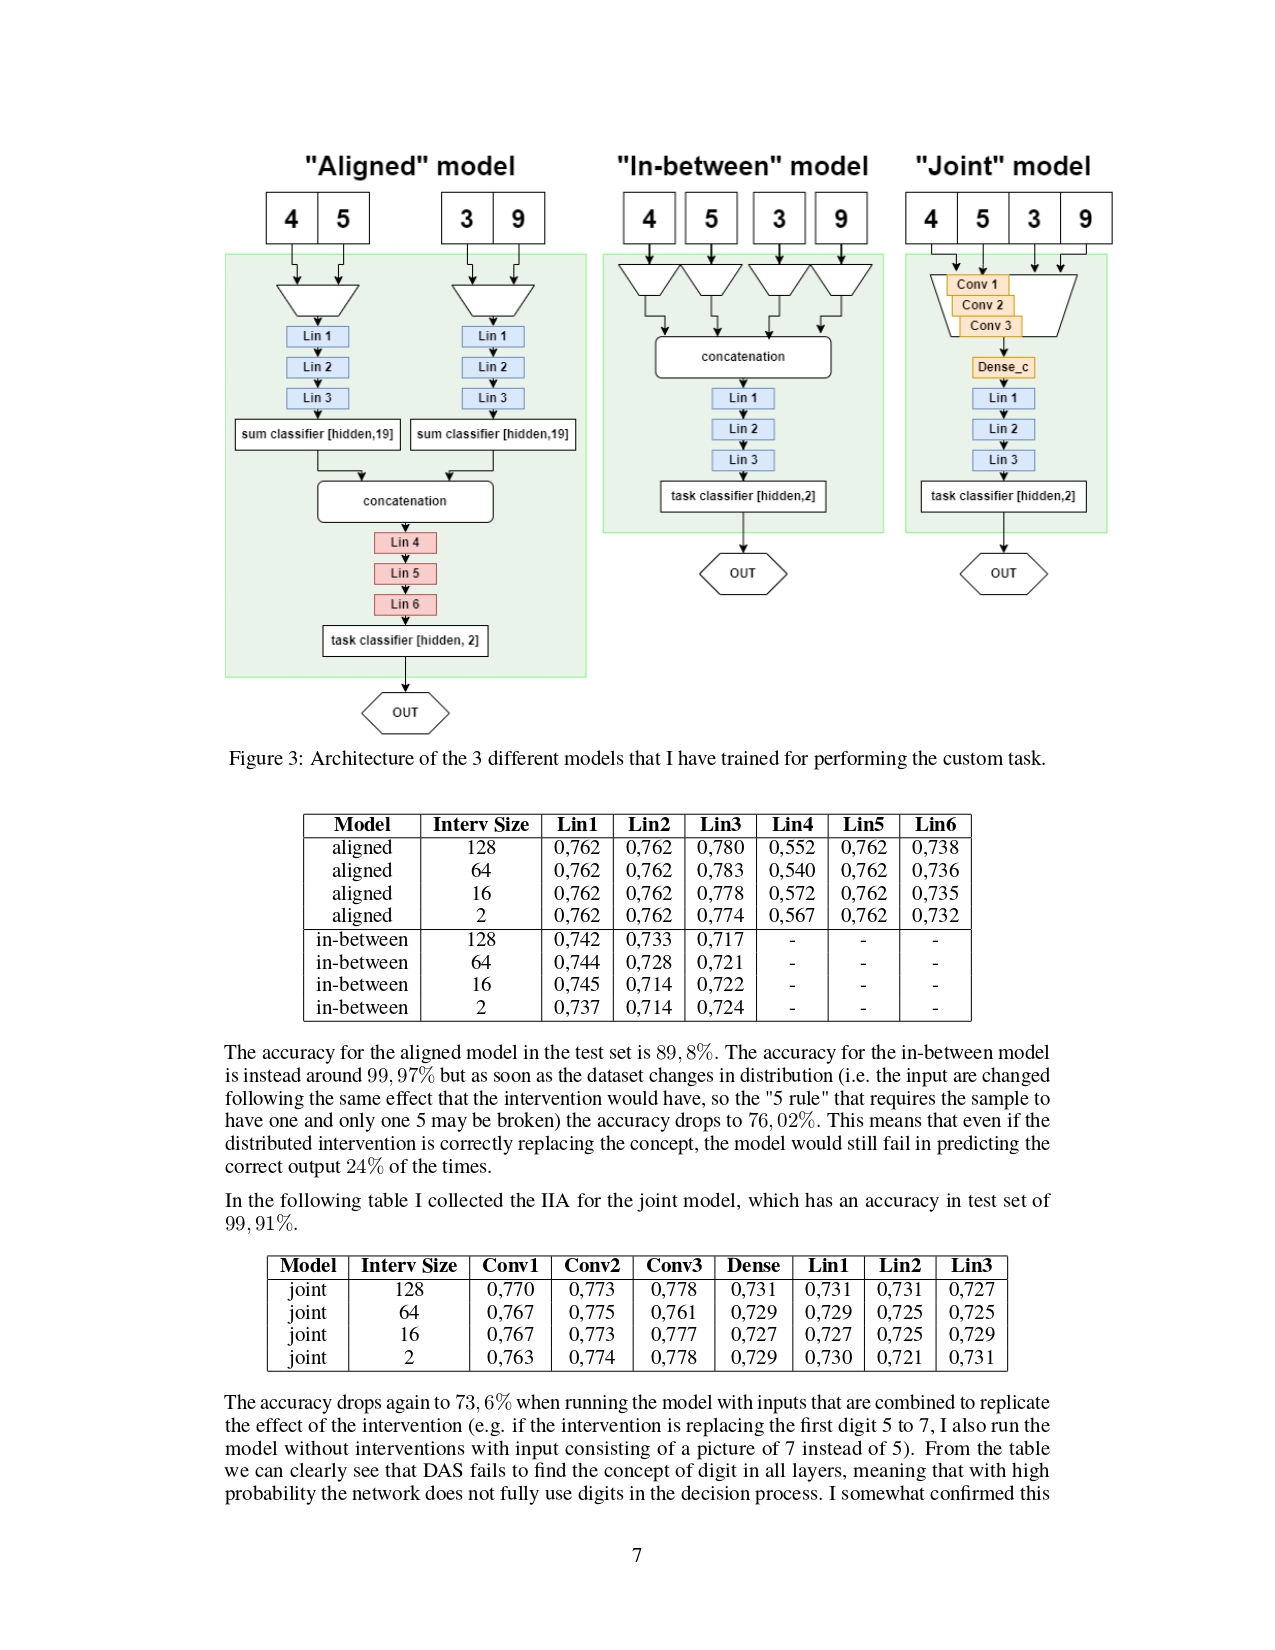 "Aligned" model
"In-between" model
"Joint" model
4 5
3 9
4
5
3
9
4 5 3 9
Lin 1
Lin 2
Lin 3
sum classifier [hidden,19]
Lin 1
Lin 2
Lin 3
sum classifier [hidden,19]
concatenation
Lin 4
Lin 5
Lin 6
task classifier [hidden, 2]
OUT
concatenation
Lin 1
Lin 2
Lin 3
task classifier [hidden,2]
OUT
Conv 1
Conv 2
Conv 3
Dense_c
Lin 1
Lin 2
Lin 3
task classifier [hidden,2]
OUT
Figure 3: Architecture of the 3 different models that I have trained for performing the custom task.
Model Interv Size Lin1 Lin2 Lin3 Lin4 Lin5 Lin6
aligned 128 0,762 0,762 0,780 0,552 0,762 0,738
aligned 64 0,762 0,762 0,783 0,540 0,762 0,736
aligned 16 0,762 0,762 0,778 0,572 0,762 0,735
aligned 2 0,762 0,762 0,774 0,567 0,762 0,732
in-between 128 0,742 0,733 0,717 - - -
in-between 64 0,744 0,728 0,721 - - -
in-between 16 0,745 0,714 0,722 - - -
in-between 2 0,737 0,714 0,724 - - -
The accuracy for the aligned model in the test set is 89, 8%. The accuracy for the in-between model
is instead around 99, 97% but as soon as the dataset changes in distribution (i.e. the input are changed
following the same effect that the intervention would have, so the "5 rule" that requires the sample to
have one and only one 5 may be broken) the accuracy drops to 76, 02%. This means that even if the
distributed intervention is correctly replacing the concept, the model would still fail in predicting the
correct output 24% of the times.
In the following table I collected the IIA for the joint model, which has an accuracy in test set of
99, 91%.
Model Interv Size Conv1 Conv2 Conv3 Dense Lin1 Lin2 Lin3
joint 128 0,770 0,773 0,778 0,731 0,731 0,731 0,727
joint 64 0,767 0,775 0,761 0,729 0,729 0,725 0,725
joint 16 0,767 0,773 0,777 0,727 0,727 0,725 0,729
joint 2 0,763 0,774 0,778 0,729 0,730 0,721 0,731
The accuracy drops again to 73, 6% when running the model with inputs that are combined to replicate
the effect of the intervention (e.g. if the intervention is replacing the first digit 5 to 7, I also run the
model without interventions with input consisting of a picture of 7 instead of 5). From the table
we can clearly see that DAS fails to find the concept of digit in all layers, meaning that with high
probability the network does not fully use digits in the decision process. I somewhat confirmed this
7